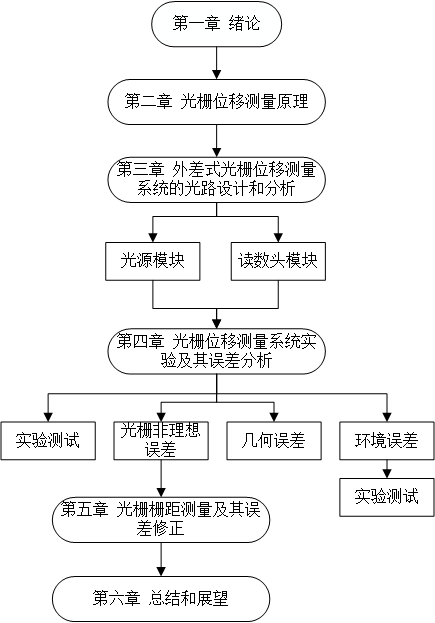 第一章 绪论
第二章 光栅位移测量原理
第三章 外差式光栅位移测量
系统的光路设计和分析
光源模块
读数头模块
第四章 光栅位移测量系统实
验及其误差分析
实验测试
光栅非理想
误差
几何误差
环境误差
实验测试
第五章 光栅栅距测量及其误
差修正
第六章 总结和展望